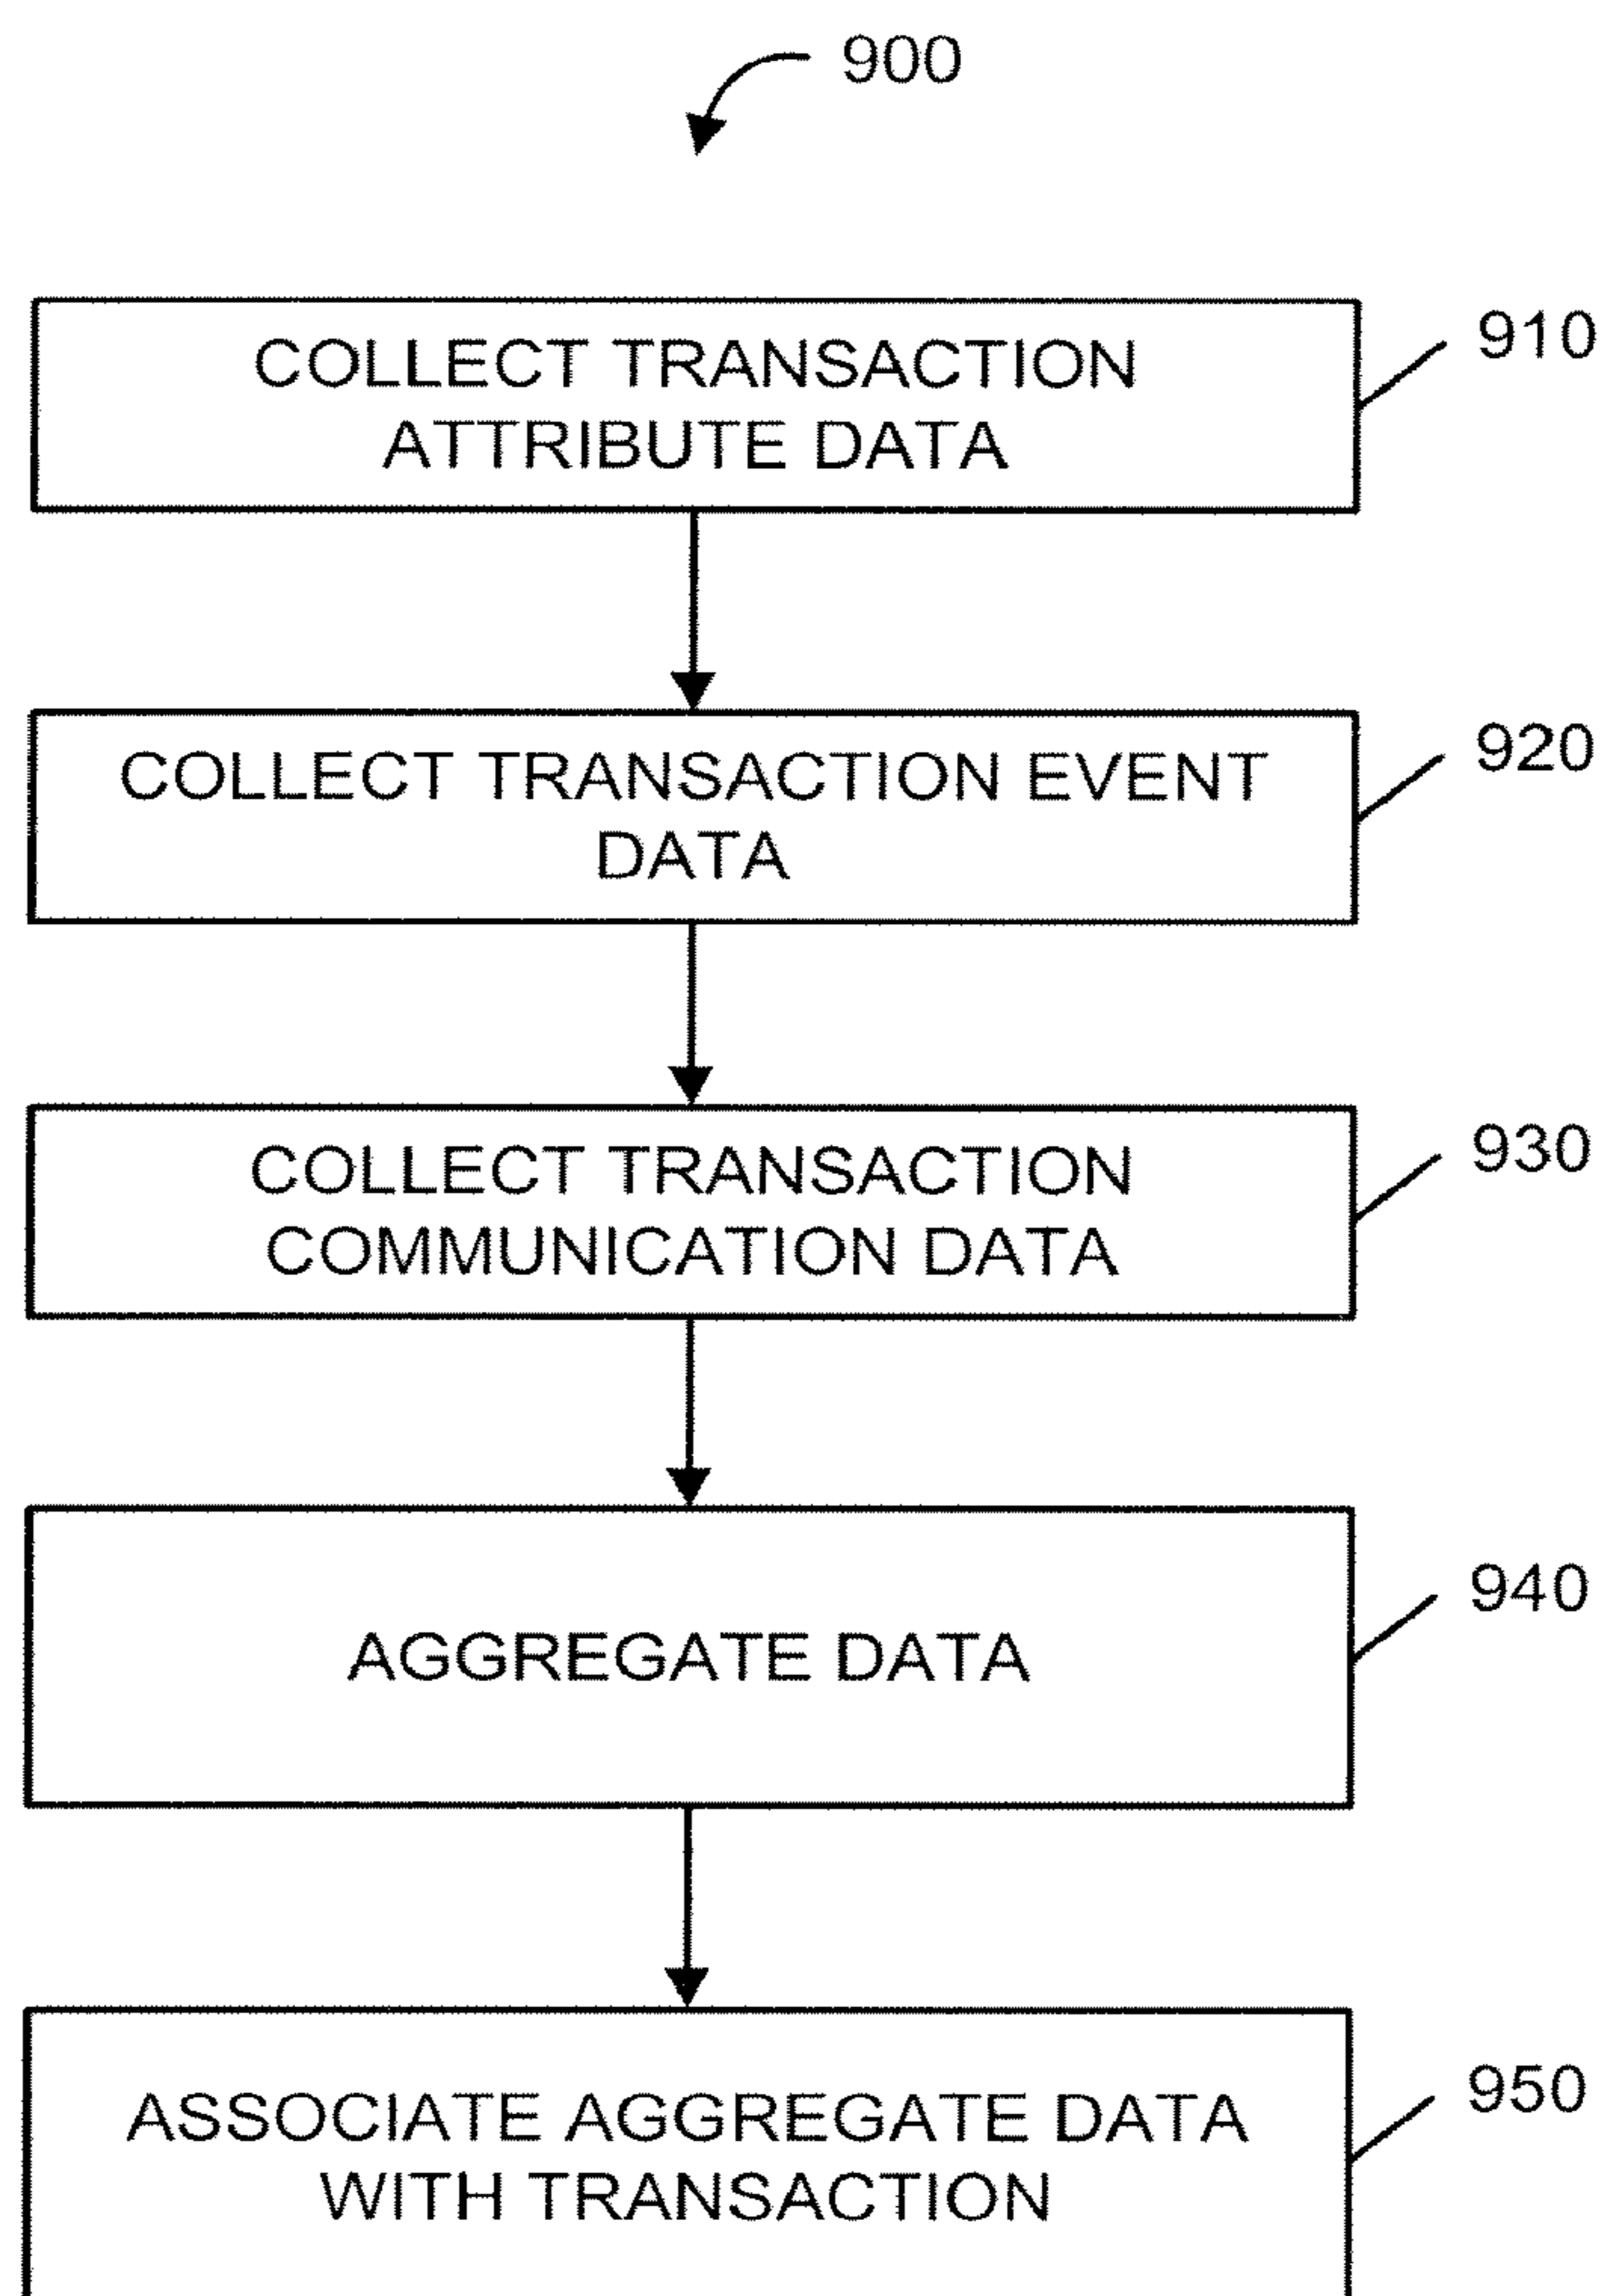 900
COLLECT TRANSACTION
ATTRIBUTE DATA
910
COLLECT TRANSACTION EVENT
DATA
920
COLLECT TRANSACTION
COMMUNICATION DATA
930
AGGREGATE DATA
940
ASSOCIATE AGGREGATE DATA
WITH TRANSACTION
950